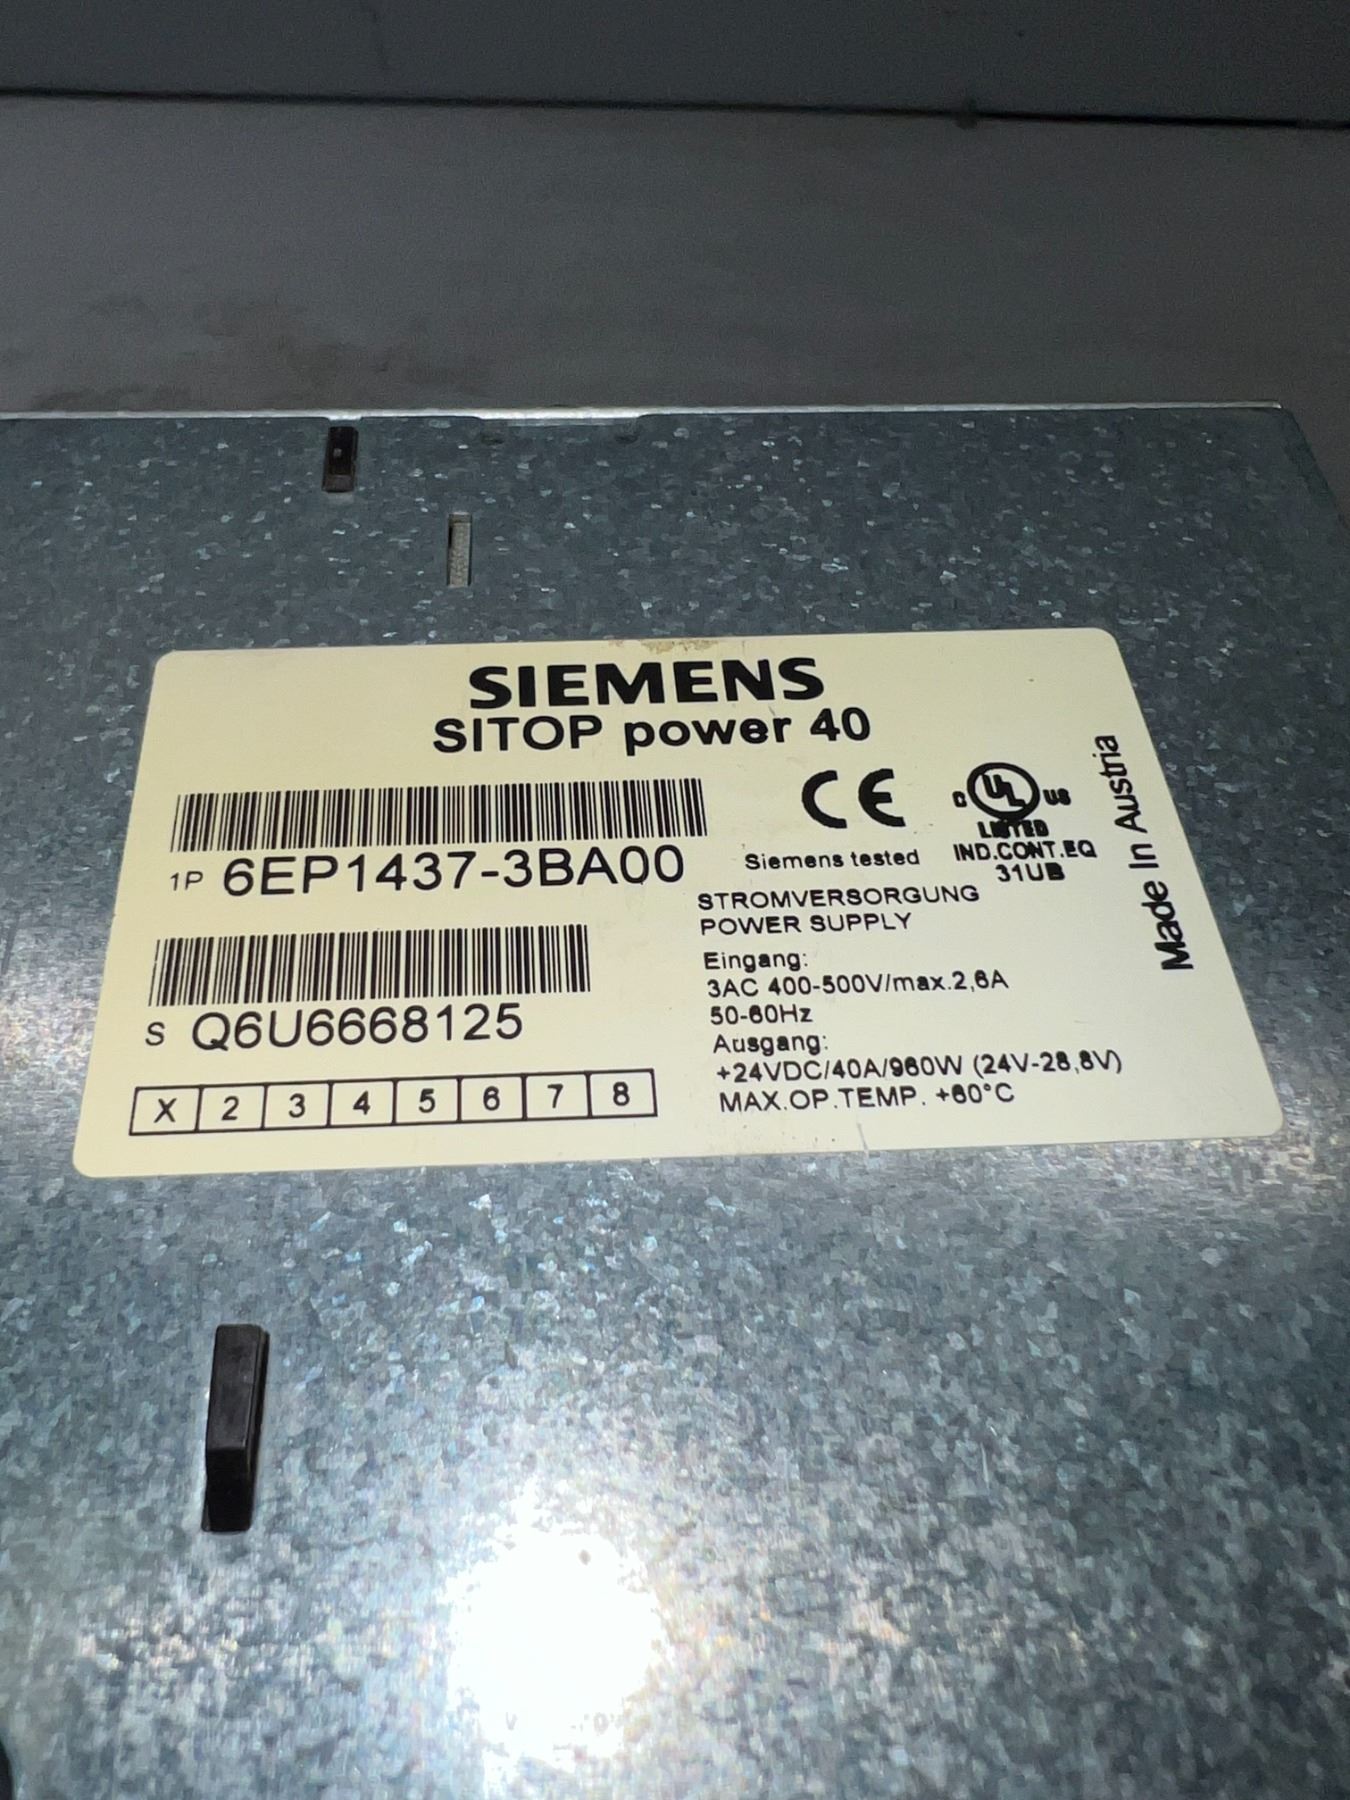 SIEMENS
SITOP power 40
1P 6EP1437-3BA00
S Q6U6668125
X 2 3 4 5 6 7 8
CE
Siemens tested
C UL US
LISTED
IND.CONT.EQ
31UB
STROMVERSORGUNG
POWER SUPPLY
Eingang:
3AC 400-500V/max.2,6A
50-60Hz
Ausgang:
+24VDC/40A/960W (24V-28,8V)
MAX.OP.TEMP. +60°C
Made In Austria